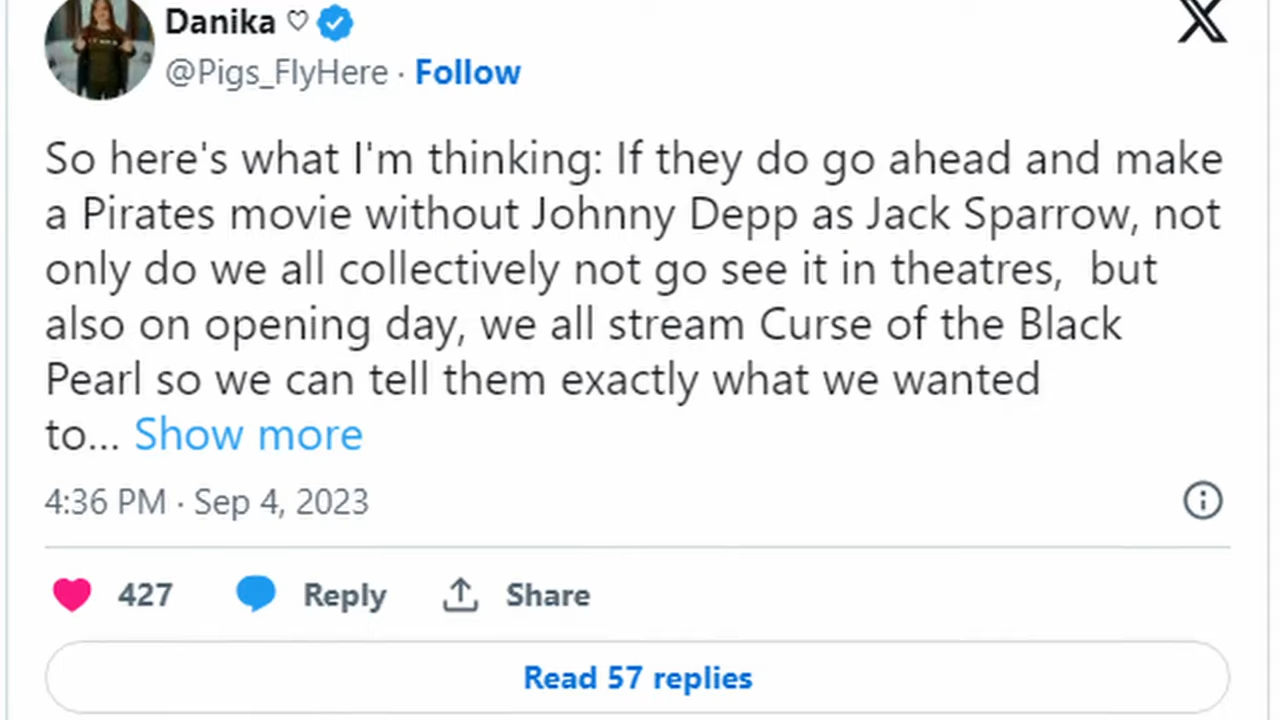 Danika ♡
@Pigs_FlyHere · Follow
So here's what I'm thinking: If they do go ahead and make
a Pirates movie without Johnny Depp as Jack Sparrow, not
only do we all collectively not go see it in theatres,  but
also on opening day, we all stream Curse of the Black
Pearl so we can tell them exactly what we wanted
to... Show more
4:36 PM · Sep 4, 2023
427 Reply Share
Read 57 replies